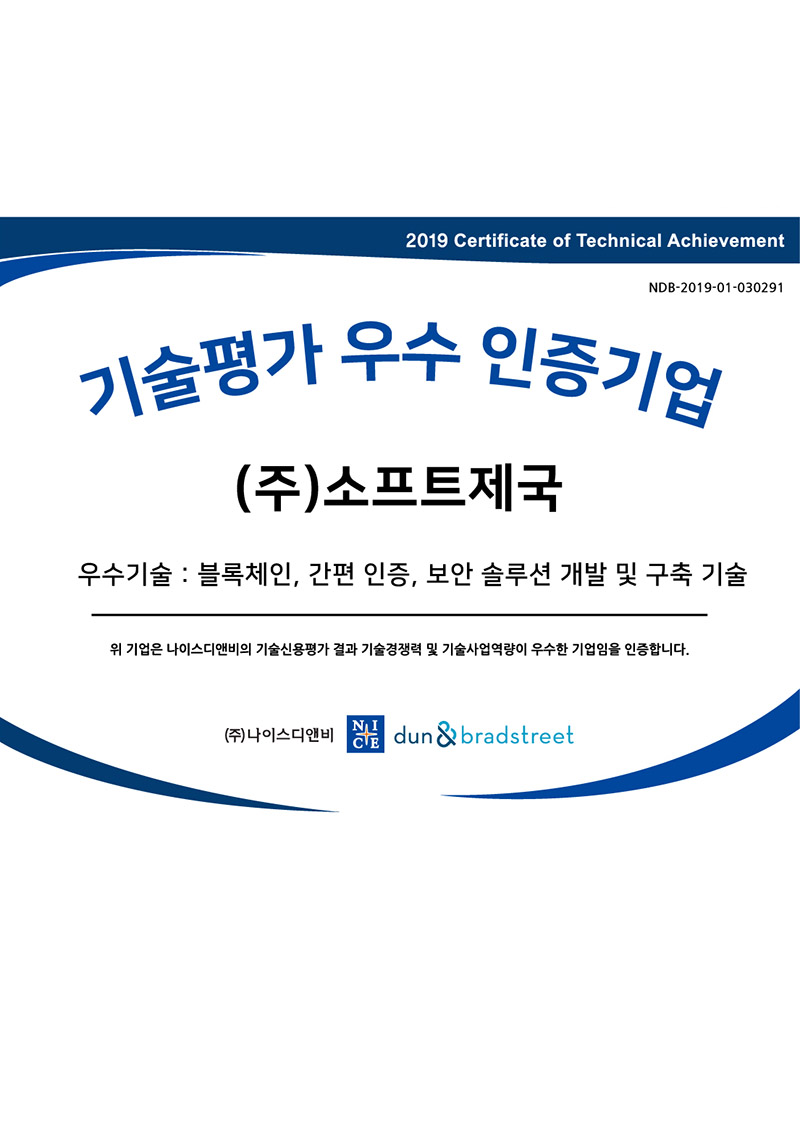 2019 Certificate of Technical Achievement
NDB-2019-01-030291
기술평가 우수 인증기업
(주)소프트제국
우수기술 : 블록체인, 간편 인증, 보안 솔루션 개발 및 구축 기술
위 기업은 나이스디앤비의 기술신용평가 결과 기술경쟁력 및 기술사업역량이 우수한 기업임을 인증합니다.
(주)나이스디앤비 NICE dun & bradstreet